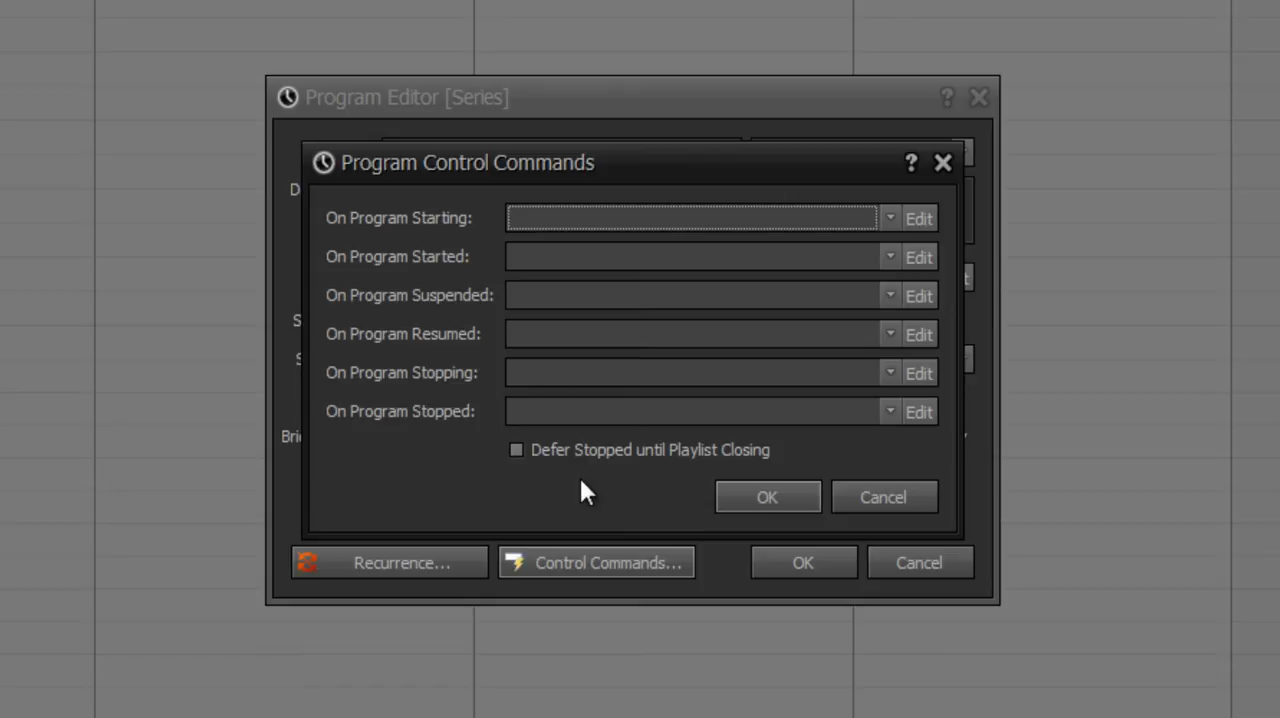 Program Editor [Series]
?
Program Control Commands
?
D
On Program Starting:
Edit
On Program Started:
Edit
On Program Suspended:
Edit
S
On Program Resumed:
Edit
S
On Program Stopping:
Edit
On Program Stopped:
Edit
Bri
Defer Stopped until Playlist Closing
OK
Cancel
Recurrence...
Control Commands...
OK
Cancel